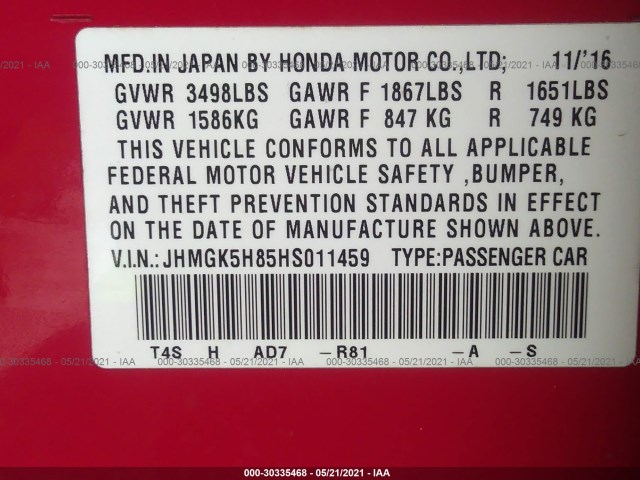 MFD.IN JAPAN BY HONDA MOTOR CO.,LTD; 11/'16
GVWR 3498LBS GAWR F 1867LBS R 1651LBS
GVWR 1586KG GAWR F 847 KG R 749 KG
THIS VEHICLE CONFORMS TO ALL APPLICABLE
FEDERAL MOTOR VEHICLE SAFETY ,BUMPER,
AND THEFT PREVENTION STANDARDS IN EFFECT
ON THE DATE OF MANUFACTURE SHOWN ABOVE.
V.I.N.:JHMGK5H85HS011459 TYPE:PASSENGER CAR
T4S H AD7 -R81 -A -S
000-30335468 - 05/21/2021 - IAA